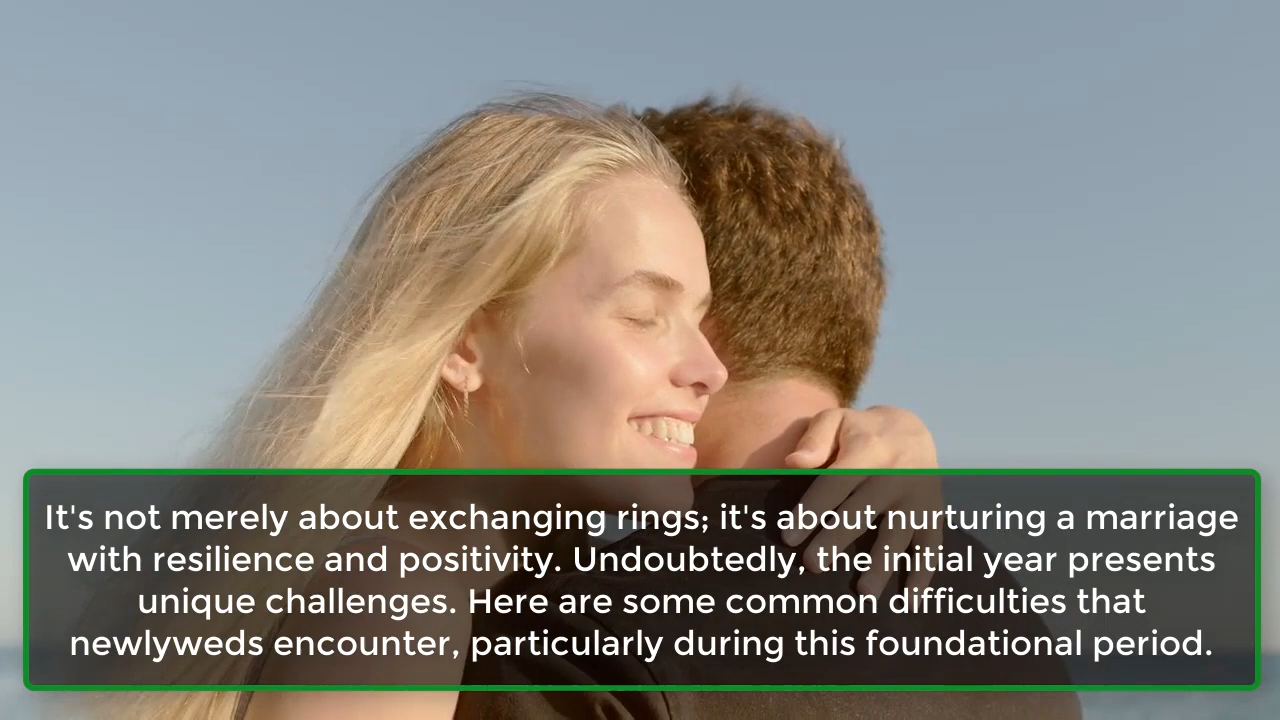 It's not merely about exchanging rings; it's about nurturing a marriage
with resilience and positivity. Undoubtedly, the initial year presents
unique challenges. Here are some common difficulties that
newlyweds encounter, particularly during this foundational period.